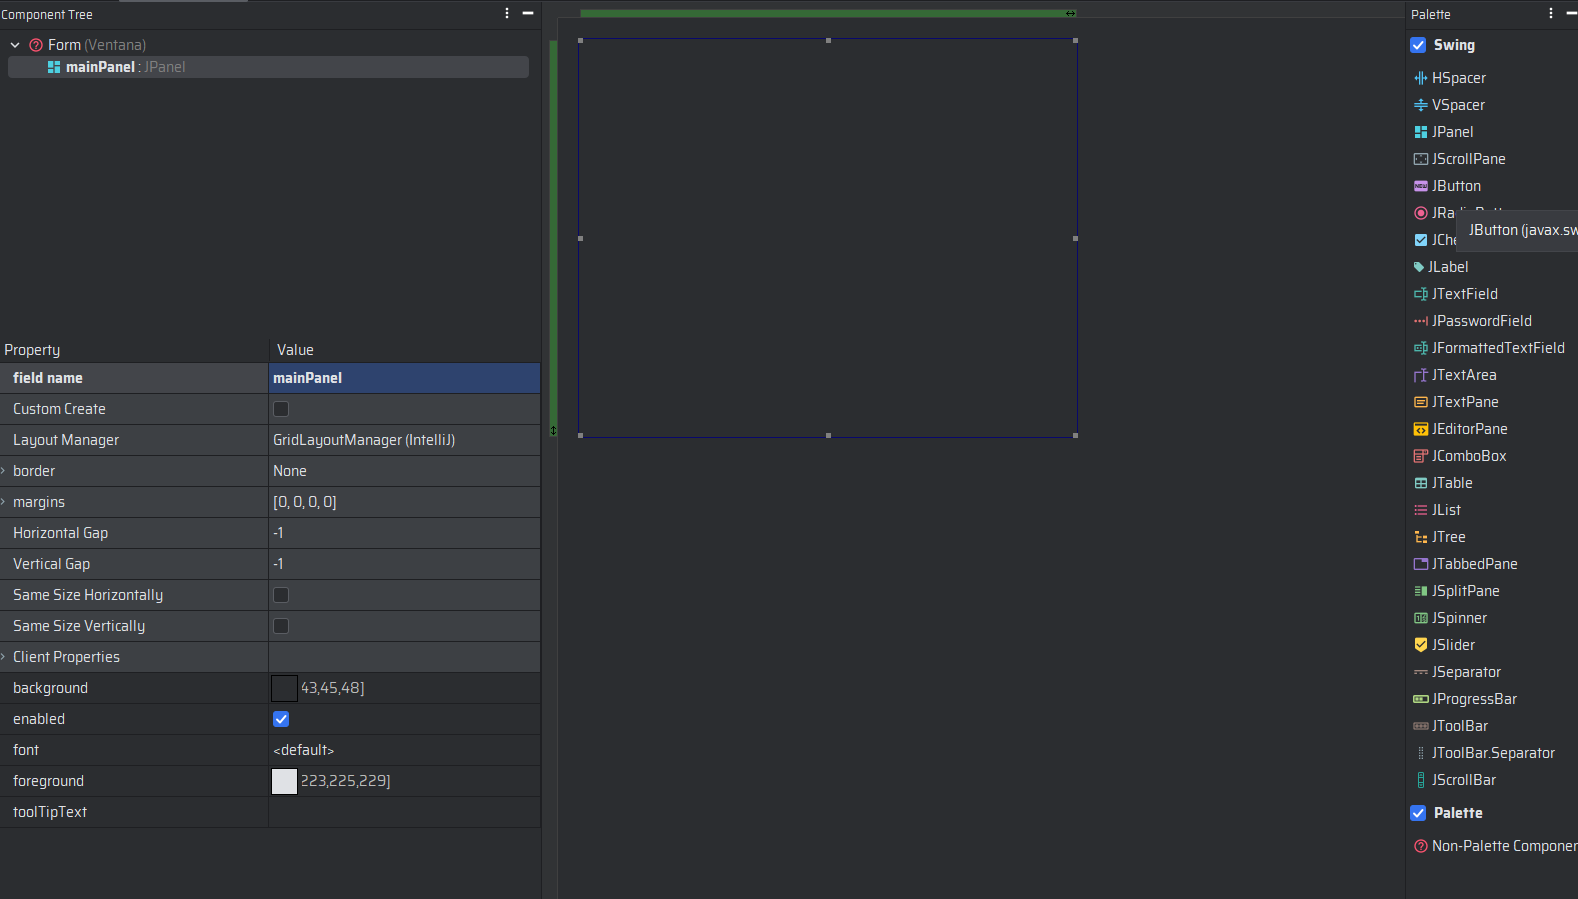 Component Tree
Form (Ventana)
mainPanel : JPanel
Property Value
field name mainPanel
Custom Create
Layout Manager GridLayoutManager (IntelliJ)
border None
margins [0, 0, 0, 0]
Horizontal Gap -1
Vertical Gap -1
Same Size Horizontally
Same Size Vertically
Client Properties
background 43,45,48]
enabled
font <default>
foreground 223,225,229]
toolTipText
Palette
Swing
HSpacer
VSpacer
JPanel
JScrollPane
JButton
JButton (javax.sw
JLabel
JTextField
JPasswordField
JFormattedTextField
JTextArea
JTextPane
JEditorPane
JComboBox
JTable
JList
JTree
JTabbedPane
JSplitPane
JSpinner
JSlider
JSeparator
JProgressBar
JToolBar
JToolBar.Separator
JScrollBar
Palette
Non-Palette Componen